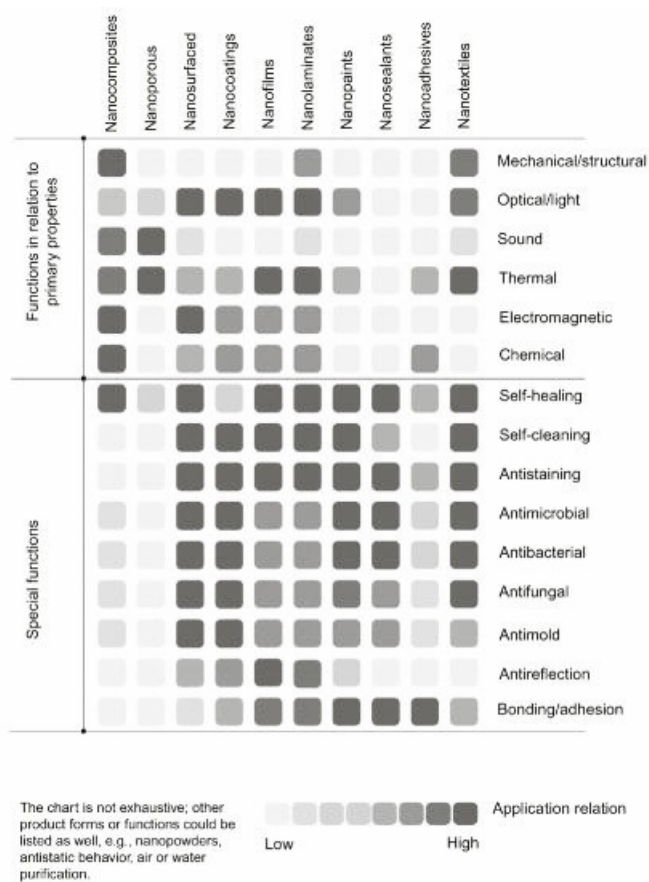 Nanocomposites
Nanoporous
Nanosurfaced
Nanocoatings
Nanofilms
Nanolaminates
Nanopaints
Nanosealants
Nanoadhesives
Nanotextiles
Functions in relation to
primary properties
Mechanical/structural
Optical/light
Sound
Thermal
Electromagnetic
Chemical
Special functions
Self-healing
Self-cleaning
Antistaining
Antimicrobial
Antibacterial
Antifungal
Antimold
Antireflection
Bonding/adhesion
The chart is not exhaustive; other
product forms or functions could be
listed as well, e.g., nanopowders,
antistatic behavior, air or water
purification.
Application relation
Low
High